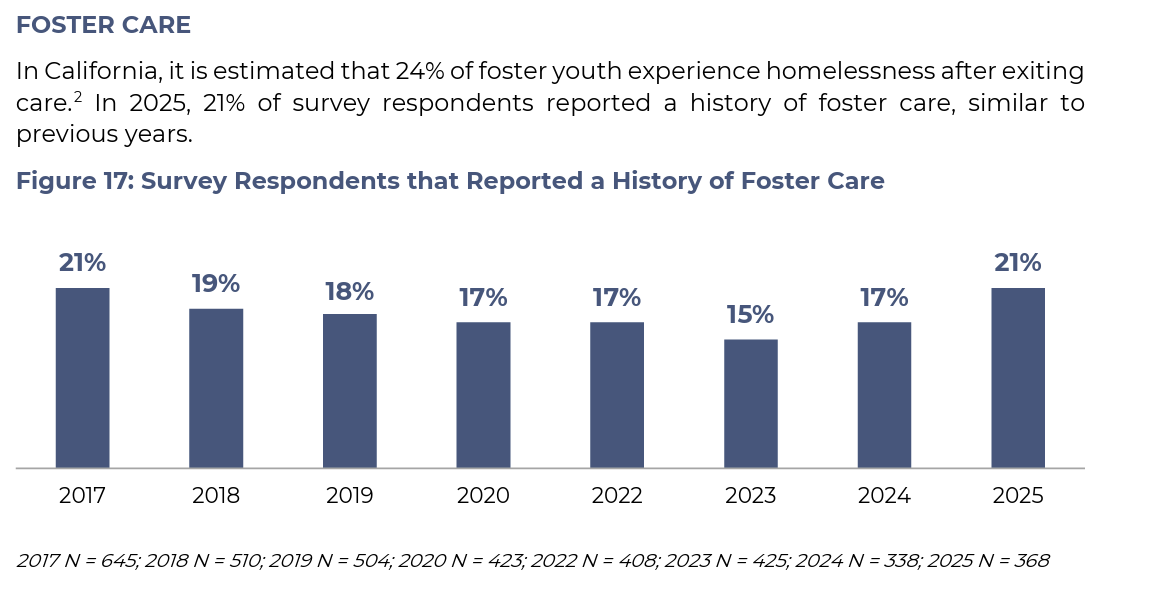 FOSTER CARE
In California, it is estimated that 24% of foster youth experience homelessness after exiting
care.² In 2025, 21% of survey respondents reported a history of foster care, similar to
previous years.
Figure 17: Survey Respondents that Reported a History of Foster Care
21% 19% 18% 17% 17% 15% 17% 21%
2017 2018 2019 2020 2022 2023 2024 2025
2017 N = 645; 2018 N = 510; 2019 N = 504; 2020 N = 423; 2022 N = 408; 2023 N = 425; 2024 N = 338; 2025 N = 368